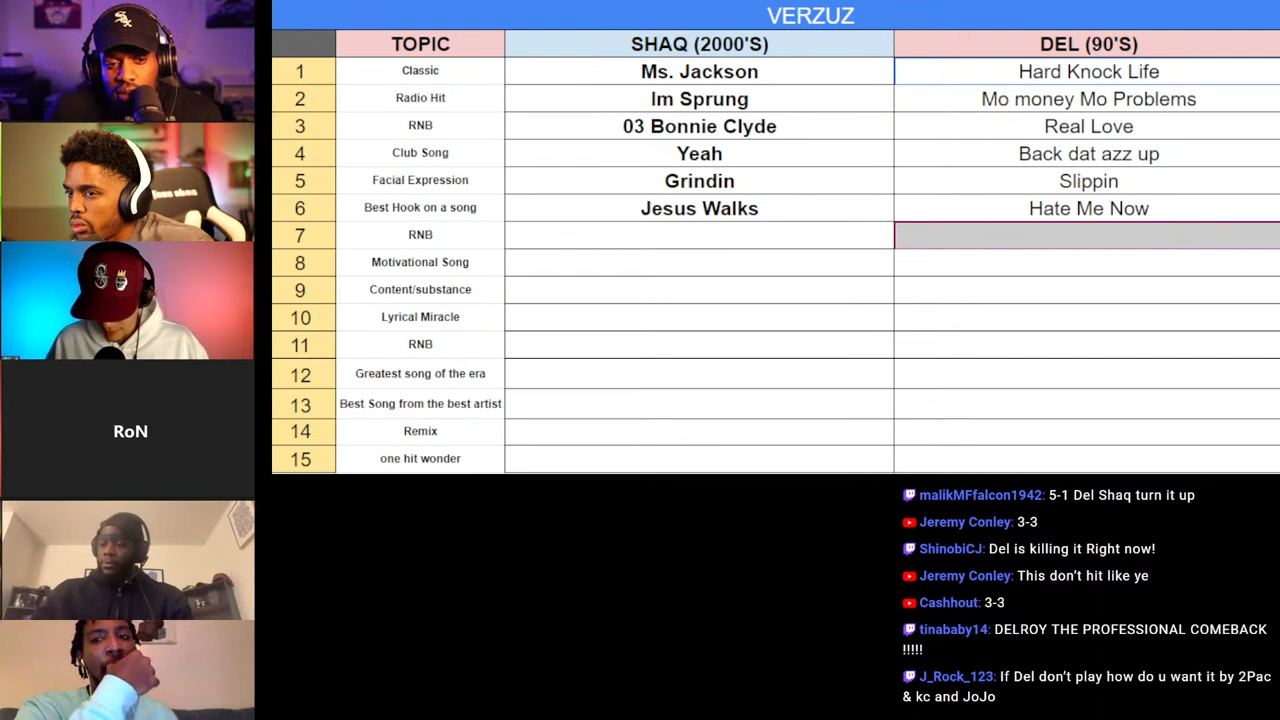 VERZUZ
TOPIC SHAQ (2000'S) DEL (90'S)
1 Classic Ms. Jackson Hard Knock Life
2 Radio Hit Im Sprung Mo money Mo Problems
3 RNB 03 Bonnie Clyde Real Love
4 Club Song Yeah Back dat azz up
5 Facial Expression Grindin Slippin
6 Best Hook on a song Jesus Walks Hate Me Now
7 RNB
8 Motivational Song
9 Content/substance
10 Lyrical Miracle
11 RNB
12 Greatest song of the era
13 Best Song from the best artist
14 Remix
15 one hit wonder
RoN
malikMFfalcon1942: 5-1 Del Shaq turn it up
Jeremy Conley: 3-3
ShinobiCJ: Del is killing it Right now!
Jeremy Conley: This don't hit like ye
Cashhout: 3-3
tinababy14: DELROY THE PROFESSIONAL COMEBACK
!!!!!
J_Rock_123: If Del don't play how do u want it by 2Pac
& kc and JoJo